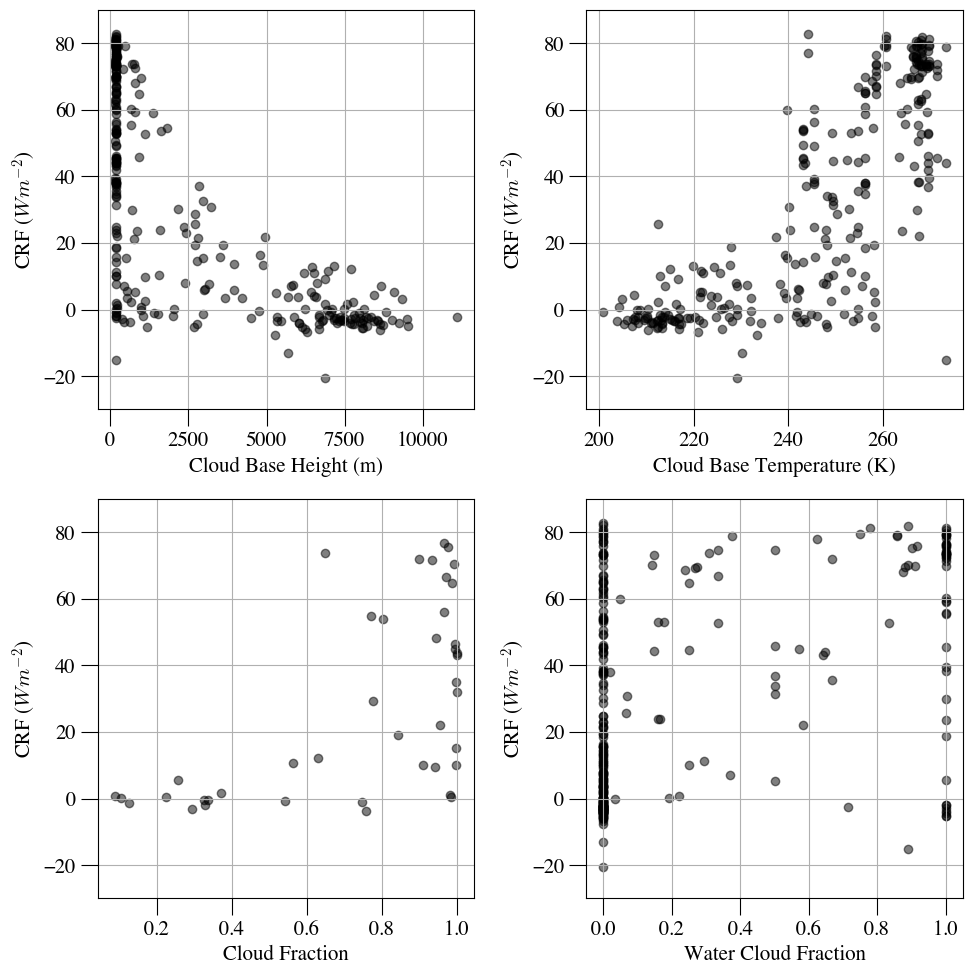 80
60
40
20
0
−20
CRF (Wm⁻²)
0 2500 5000 7500 10000
Cloud Base Height (m)
80
60
40
20
0
−20
CRF (Wm⁻²)
200 220 240 260
Cloud Base Temperature (K)
80
60
40
20
0
−20
CRF (Wm⁻²)
0.2 0.4 0.6 0.8 1.0
Cloud Fraction
80
60
40
20
0
−20
CRF (Wm⁻²)
0.0 0.2 0.4 0.6 0.8 1.0
Water Cloud Fraction